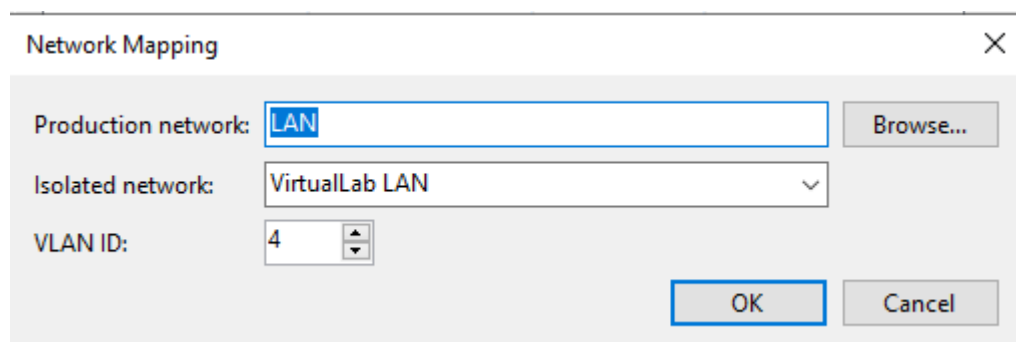 Network Mapping
Production network: LAN Browse...
Isolated network: VirtualLab LAN
VLAN ID: 4
OK Cancel